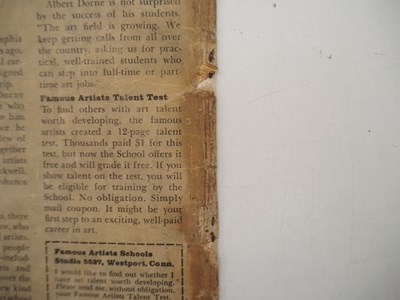 Albert Dorne is not surprised
by the success of his students.
"The art field is growing. We
keep getting calls from all over
the country, asking us for prac-
tical, well-trained students who
can step into full-time or part-
time art jobs."
Famous Artists Talent Test
To find others with art talent
worth developing, the famous
artists created a 12-page talent
test. Thousands paid $1 for this
test, but now the School offers it
free and will grade it free. If you
show talent on the test, you will
be eligible for training by the
School. No obligation. Simply
mail coupon. It might be your
first step to an exciting, well-paid
career in art.
Famous Artists Schools
Studio 5527, Westport, Conn.
I would like to find out whether I
have art talent worth developing.
Please send me, without obligation,
your Famous Artists Talent Test.